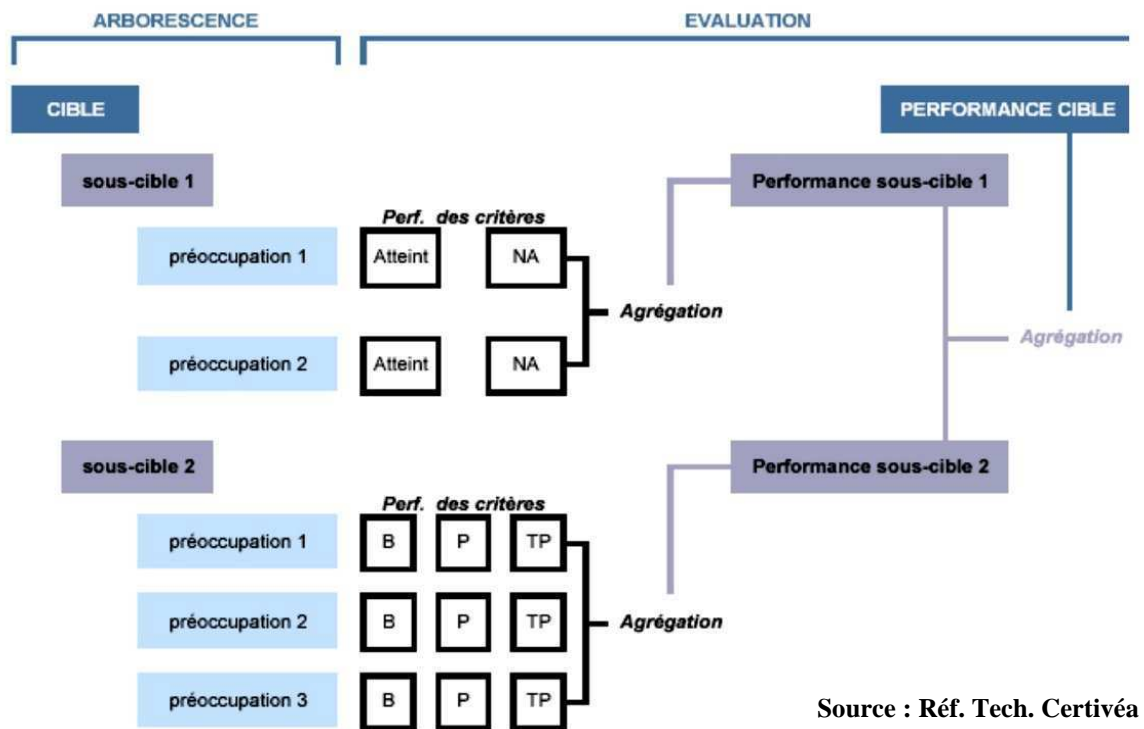 ARBORESCENCE EVALUATION
CIBLE PERFORMANCE CIBLE
sous-cible 1 Performance sous-cible 1
Perf. des critères
préoccupation 1 Atteint NA
Agrégation
Agrégation
préoccupation 2 Atteint NA
sous-cible 2 Performance sous-cible 2
Perf. des critères
préoccupation 1 B P TP
préoccupation 2 B P TP Agrégation
préoccupation 3 B P TP
Source : Réf. Tech. Certivéa